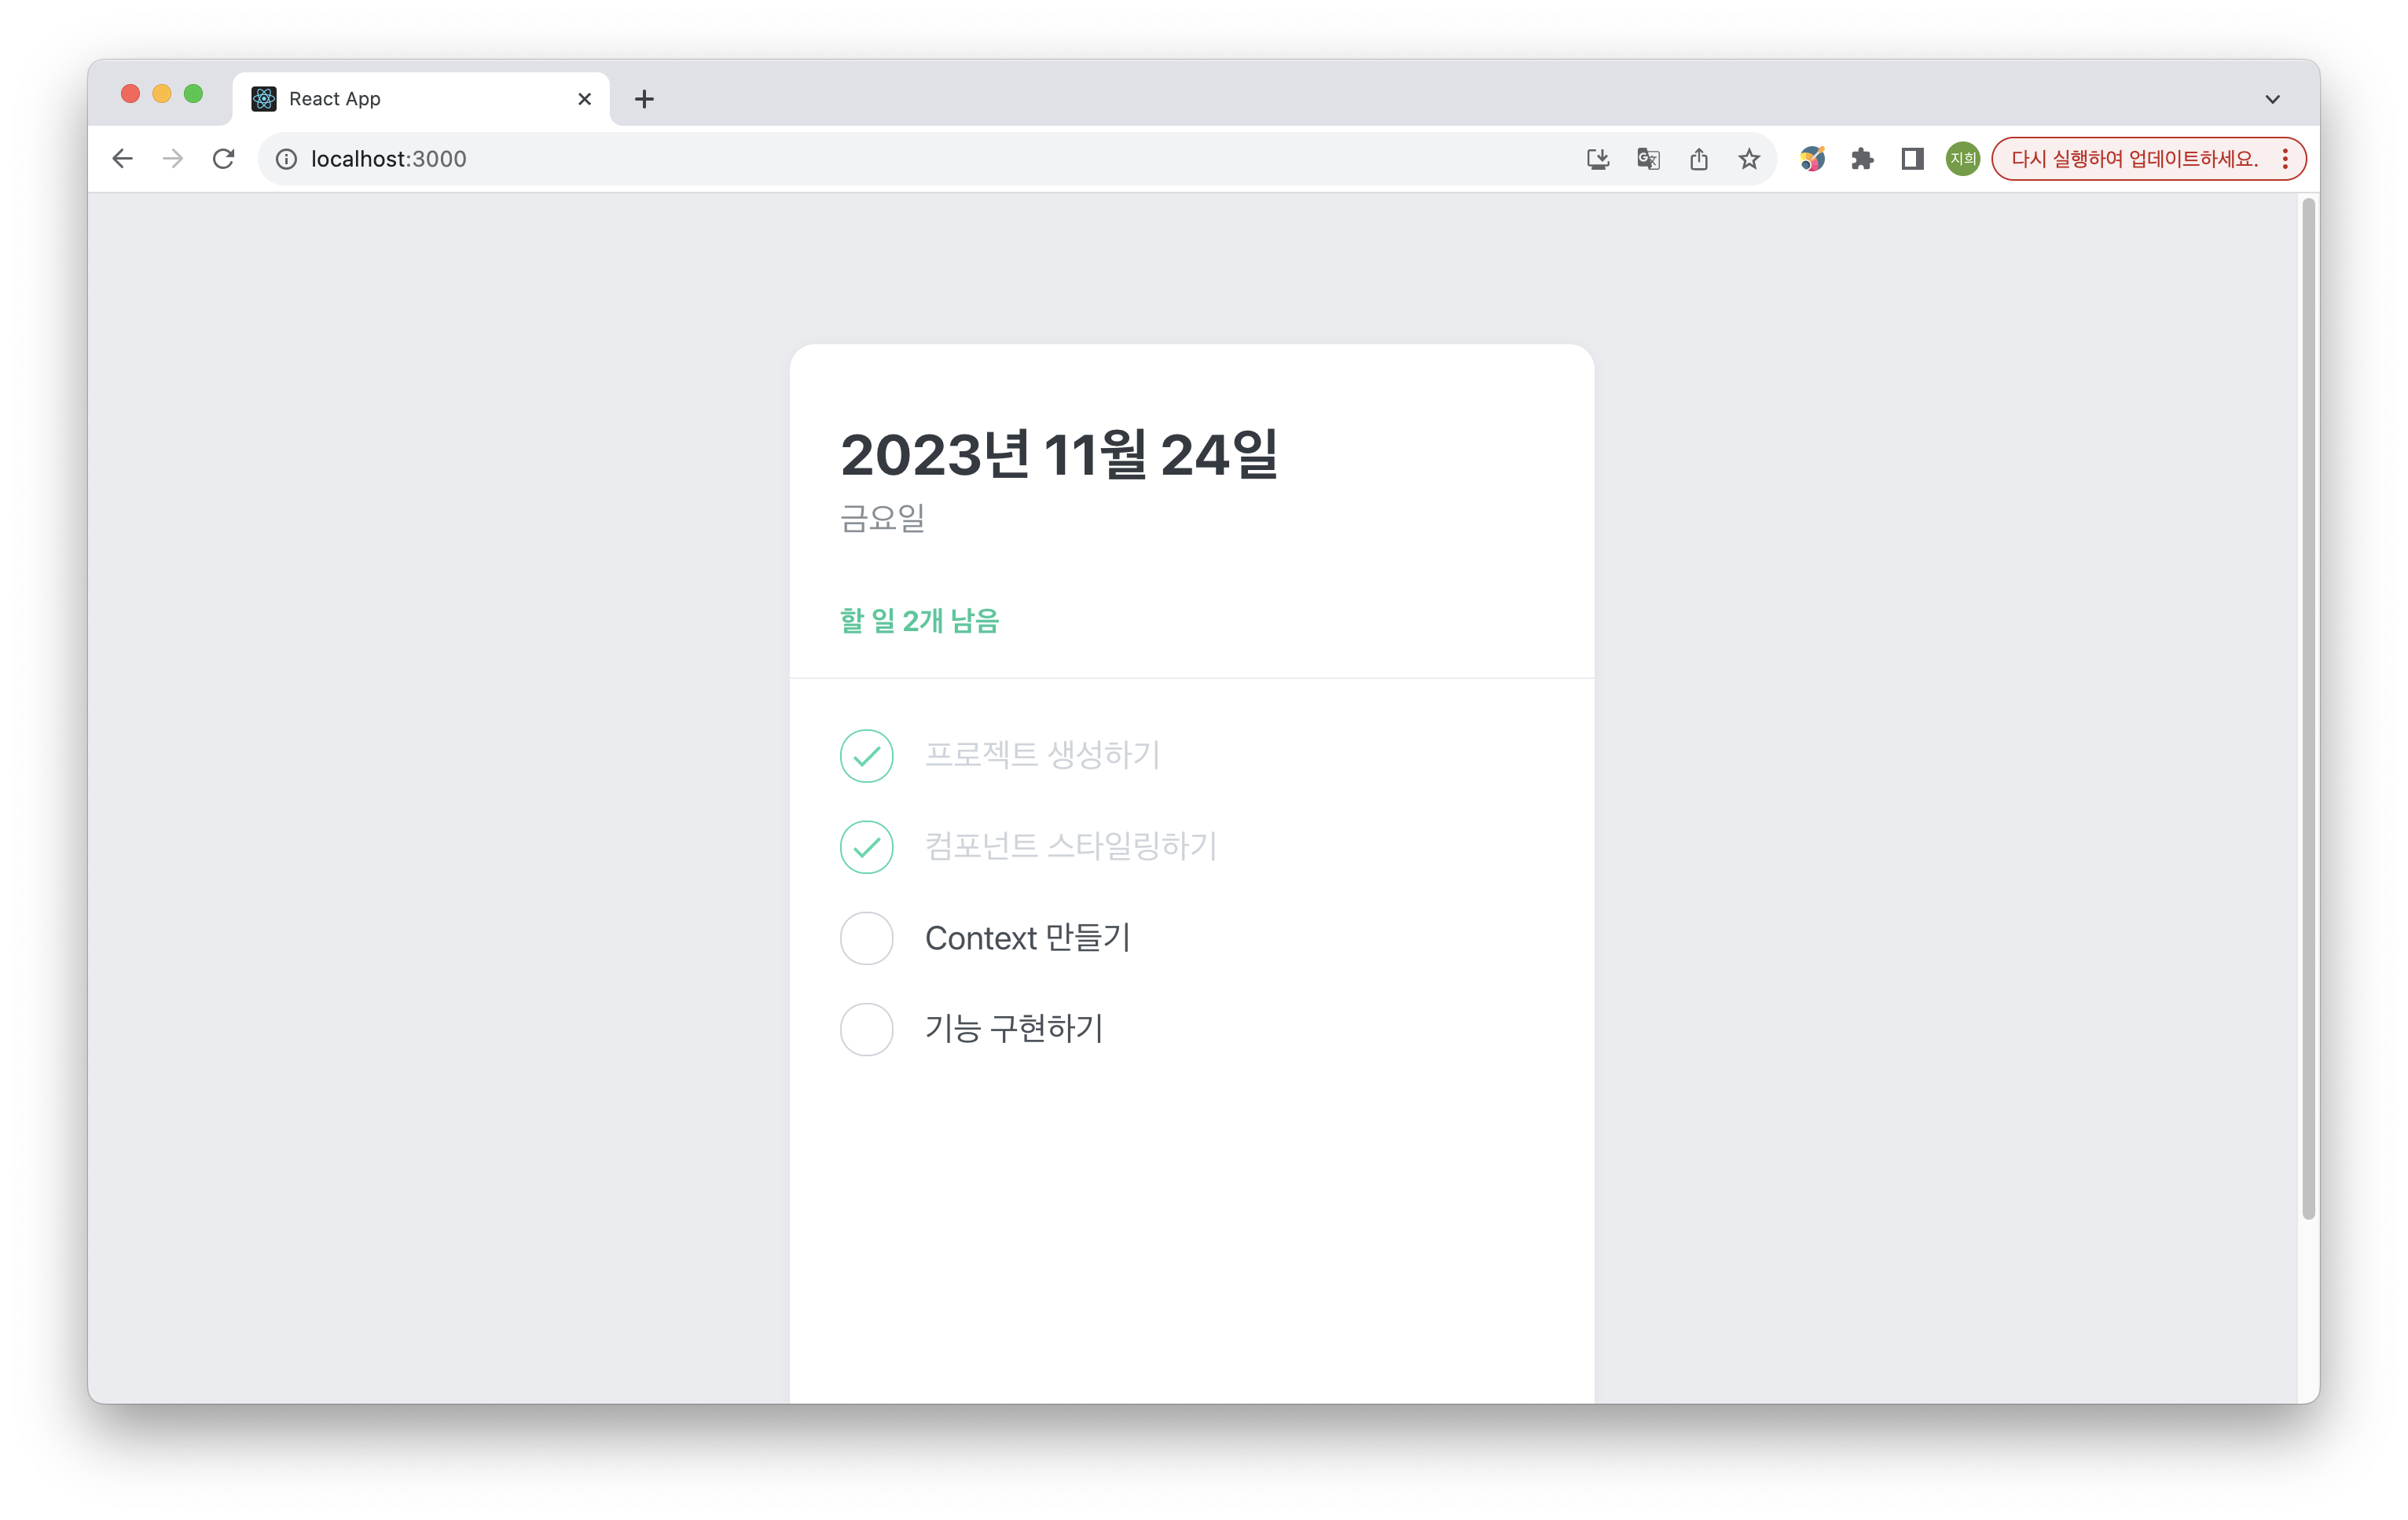 React App
localhost:3000
지희
다시 실행하여 업데이트하세요.
2023년 11월 24일
금요일
할 일 2개 남음
프로젝트 생성하기
컴포넌트 스타일링하기
Context 만들기
기능 구현하기